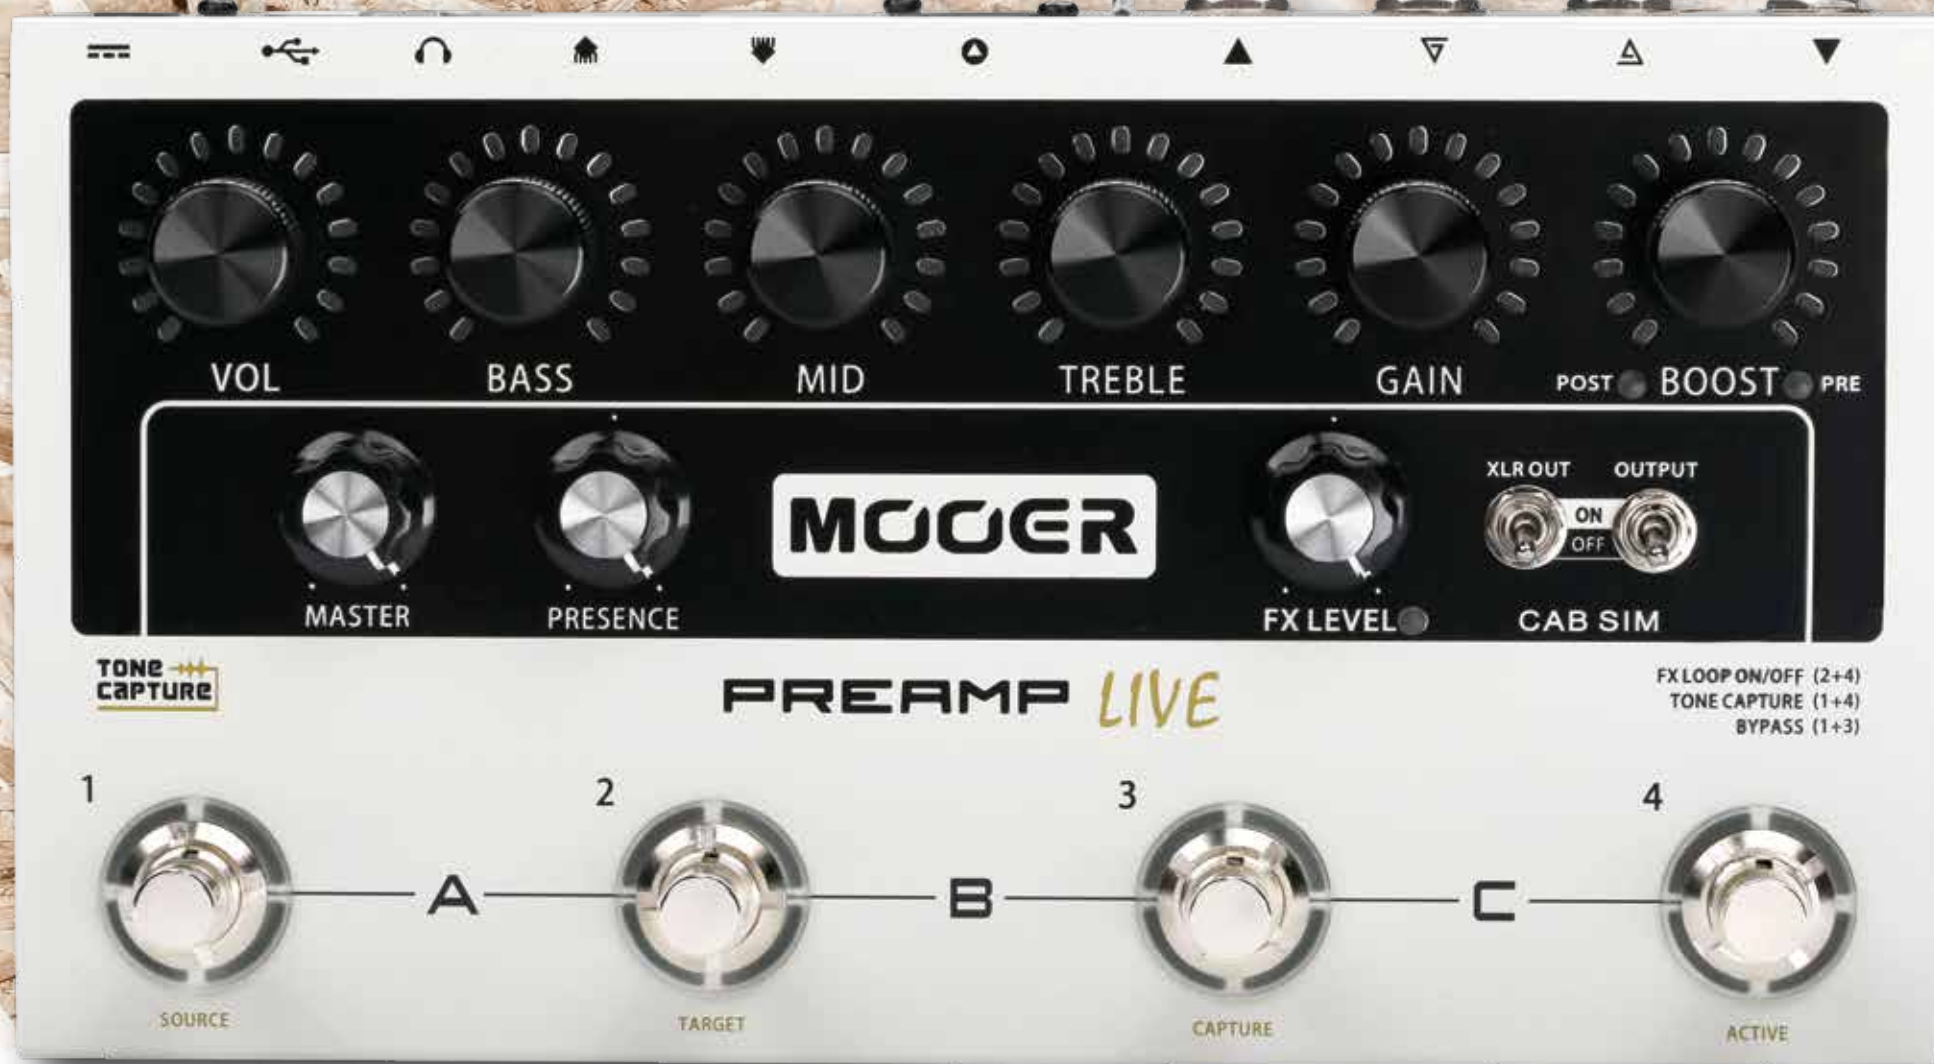 VOL
BASS
MID
TREBLE
GAIN
POST BOOST PRE
MASTER
PRESENCE
MOOER
FX LEVEL
XLR OUT OUTPUT
ON
OFF
CAB SIM
TONE
CAPTURE
PREAMP LIVE
FX LOOP ON/OFF (2+4)
TONE CAPTURE (1+4)
BYPASS (1+3)
1
2
3
4
A
B
C
SOURCE
TARGET
CAPTURE
ACTIVE